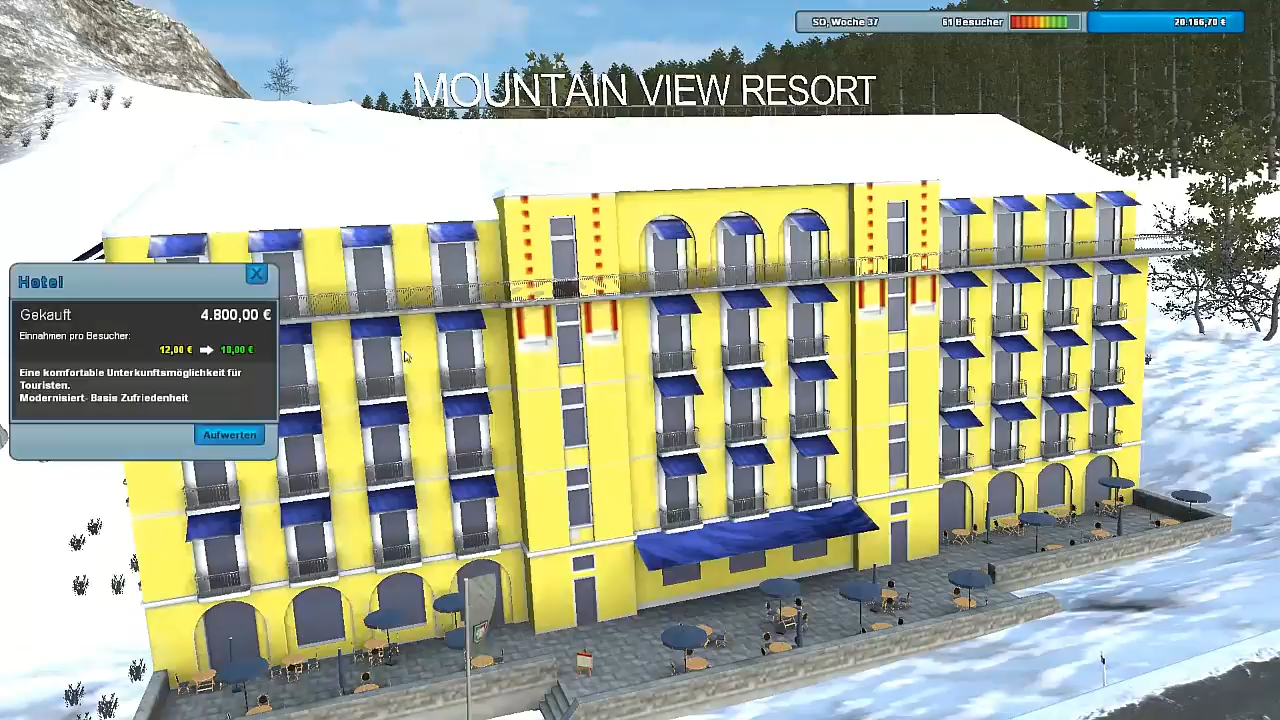 SO, Woche 37
61 Besucher
20.166,70 €
MOUNTAIN VIEW RESORT
Hotel
X
Gekauft
4.800,00 €
Einnahmen pro Besucher:
12,00 € 18,00 €
Eine komfortable Unterkunftsmöglichkeit für
Touristen.
Modernisiert- Basis Zufriedenheit
Aufwerten